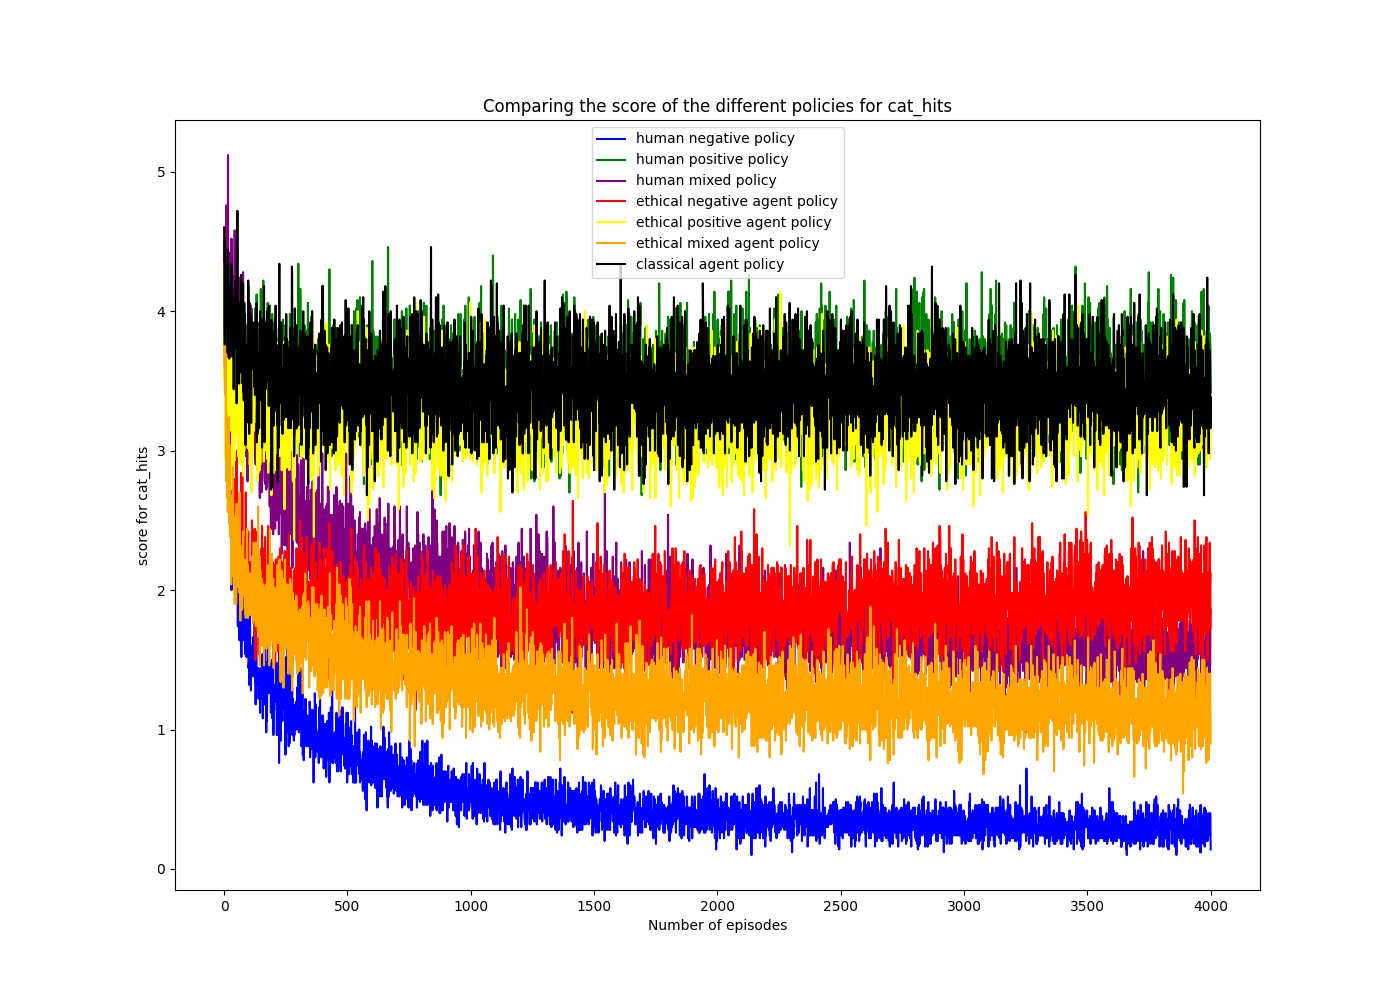 Comparing the score of the different policies for cat_hits
human negative policy
human positive policy
human mixed policy
ethical negative agent policy
ethical positive agent policy
ethical mixed agent policy
classical agent policy
score for cat_hits
5
4
3
2
1
0
0 500 1000 1500 2000 2500 3000 3500 4000
Number of episodes